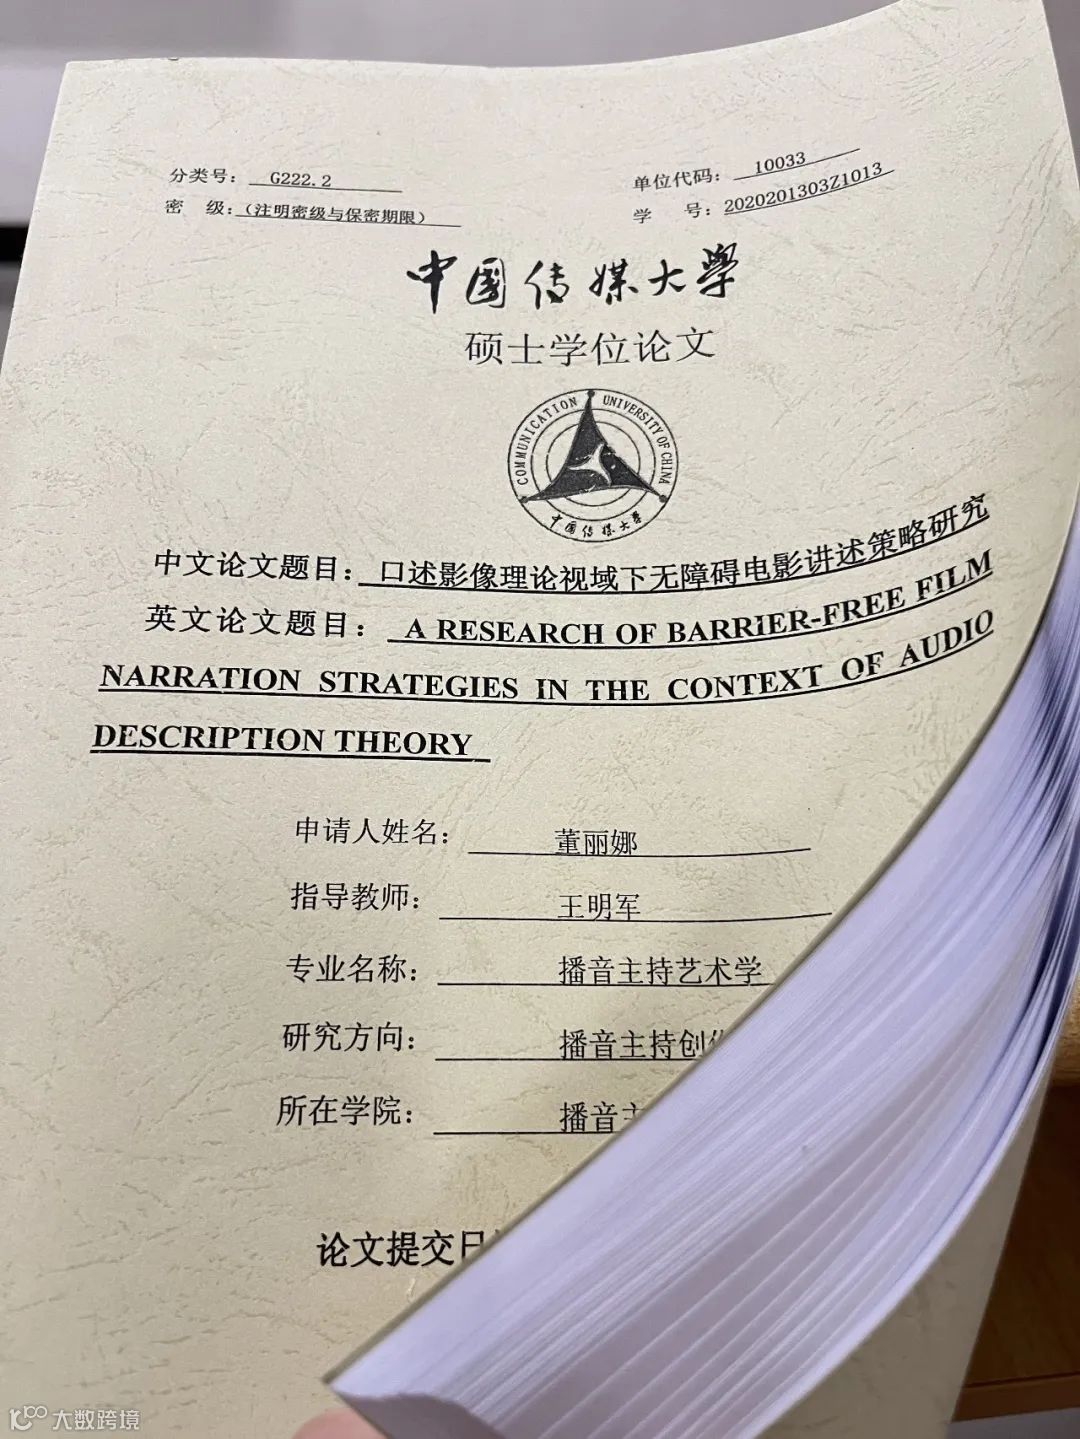 分类号： G222.2
单位代码： 10033
密 级：（注明密级与保密期限）
学 号：2020201303Z1013
中国传媒大学
硕士学位论文
COMMUNICATION UNIVERSITY OF CHINA
中国传媒大学
中文论文题目： 口述影像理论视域下无障碍电影讲述策略研究
英文论文题目： A RESEARCH OF BARRIER-FREE FILM
NARRATION STRATEGIES IN THE CONTEXT OF AUDIO
DESCRIPTION THEORY
申请人姓名： 董丽娜
指导教师： 王明军
专业名称： 播音主持艺术学
研究方向： 播音主持创
所在学院： 播音主
论文提交日
大数跨境